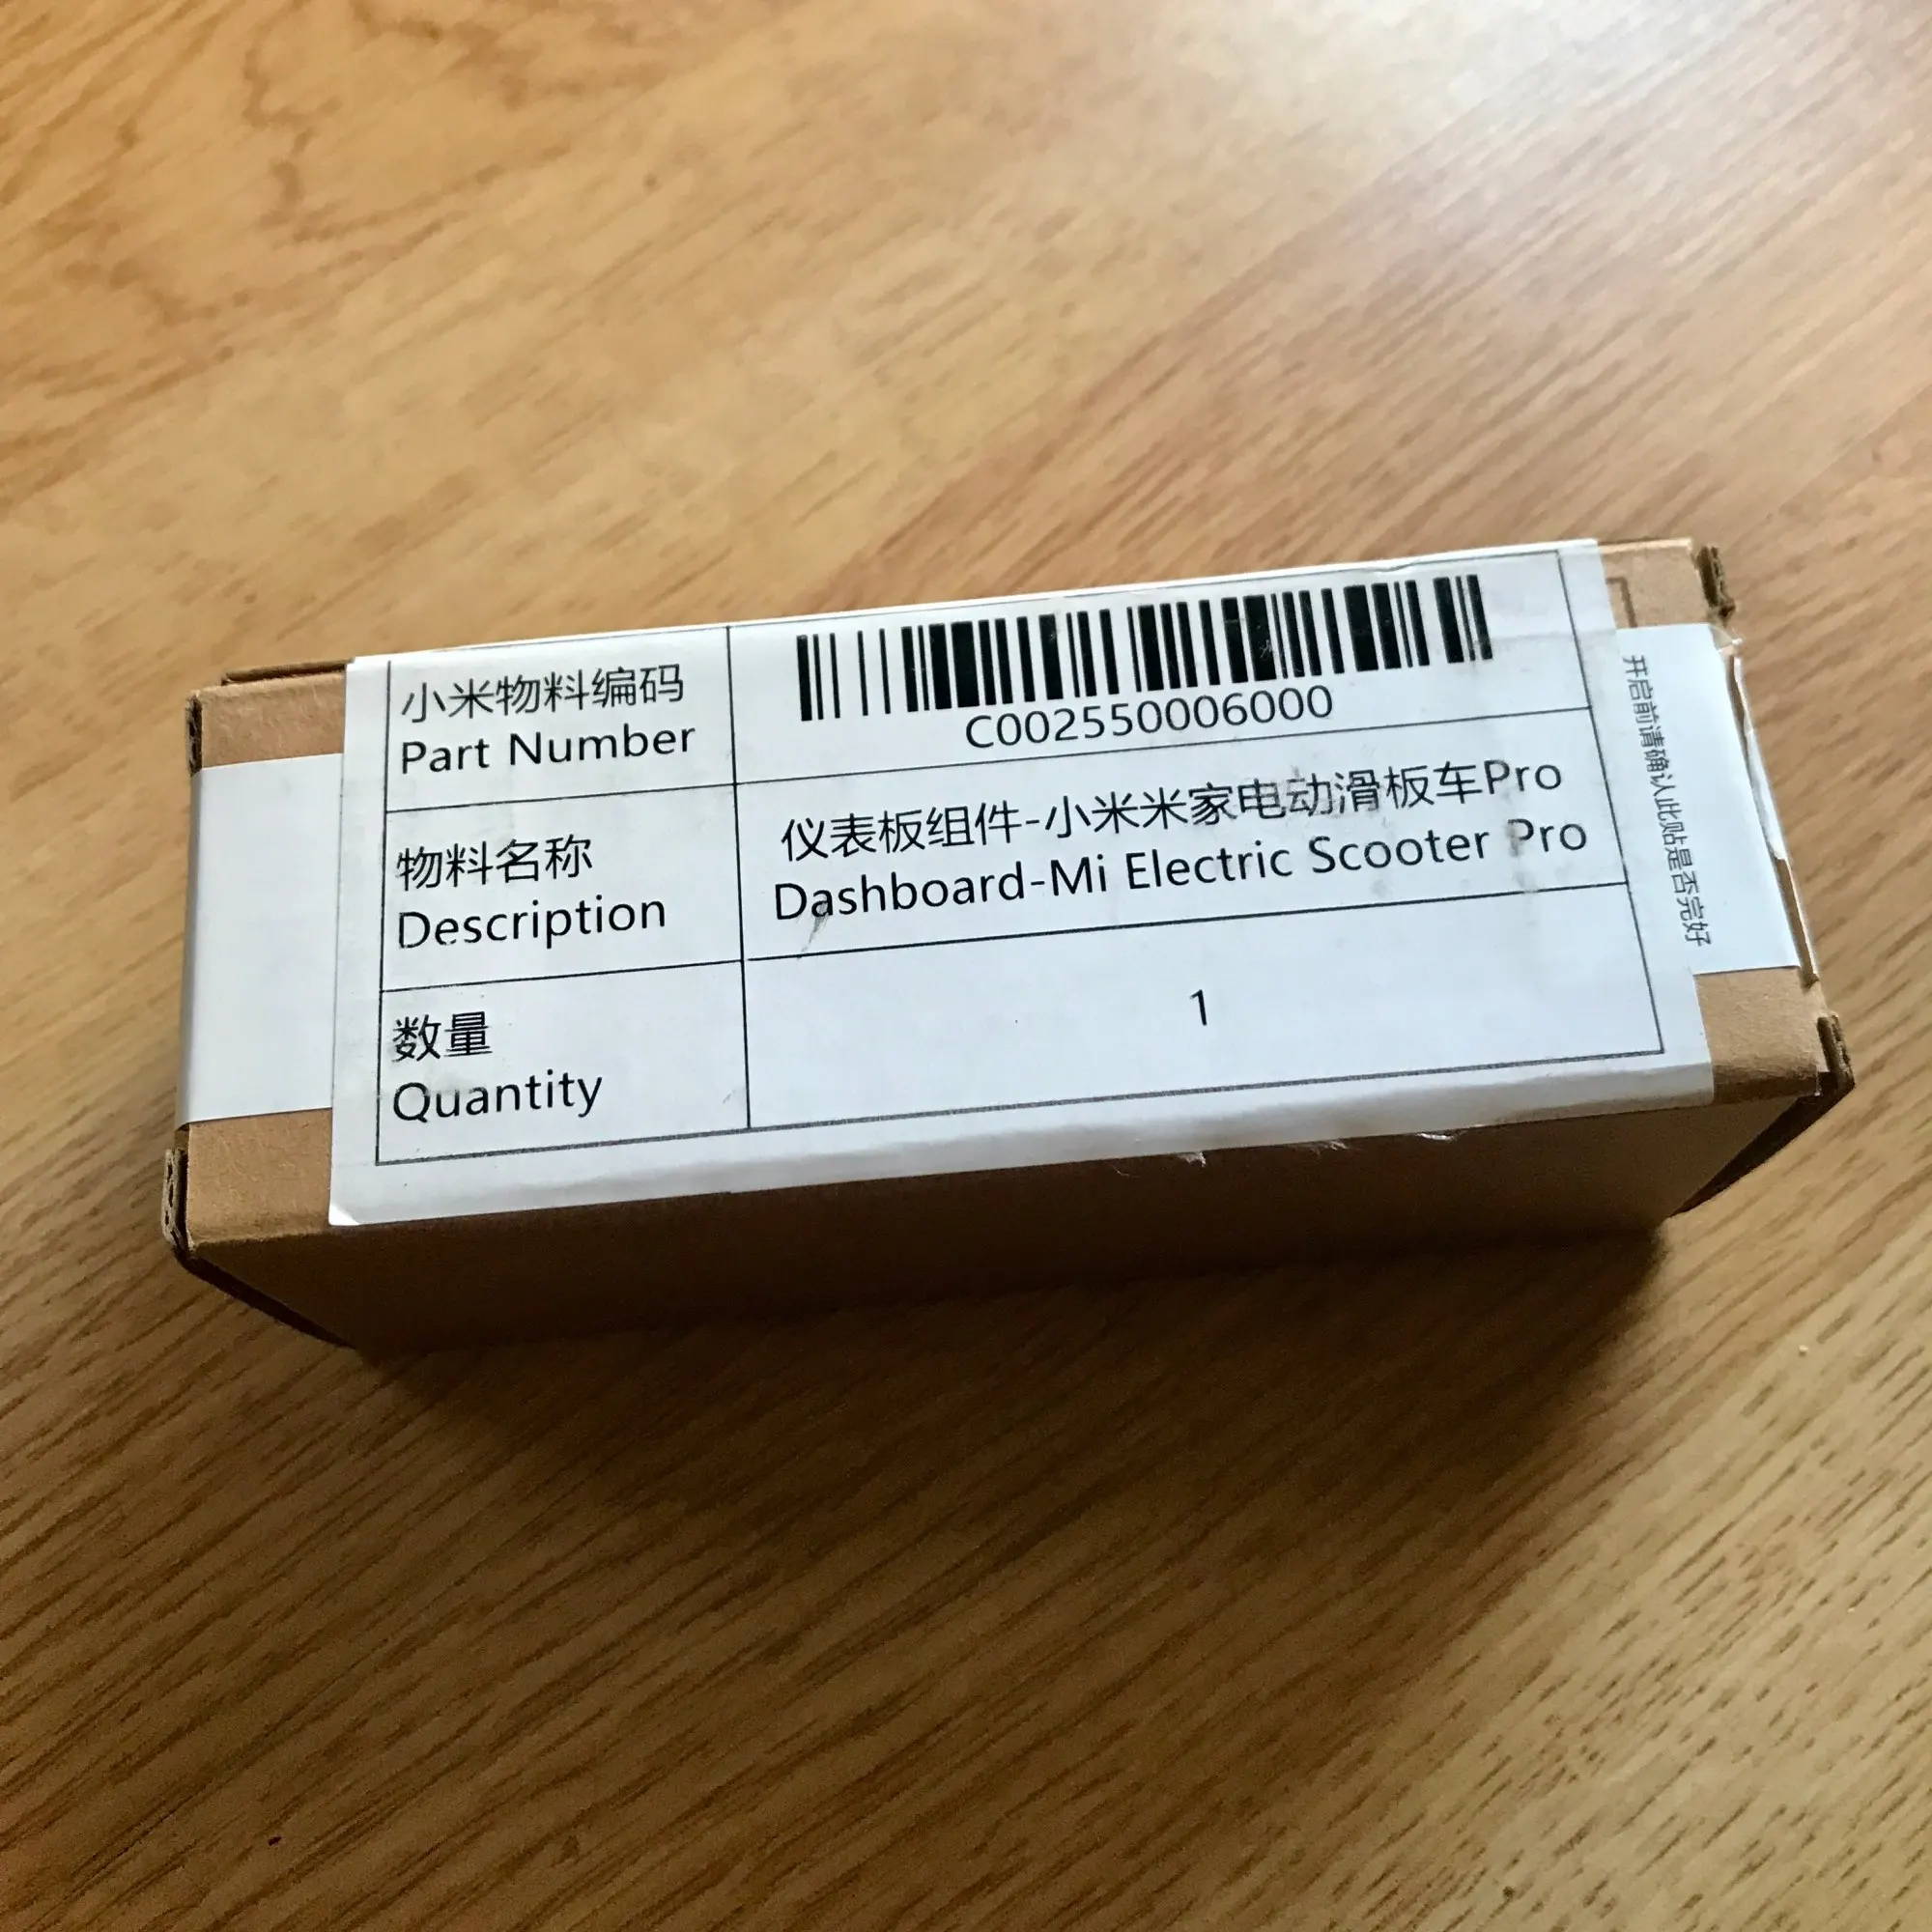 小米物料编码
Part Number
C002550006000
物料名称
Description
仪表板组件-小米米家电动滑板车Pro
Dashboard-Mi Electric Scooter Pro
数量
Quantity
1
开启前请确认此贴是否完好